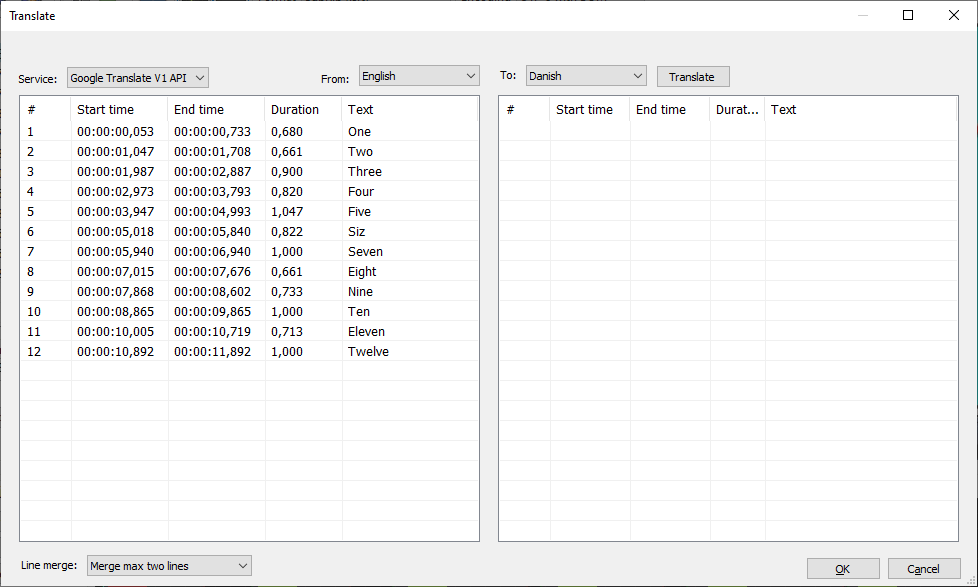 Translate
Service: Google Translate V1 API From: English To: Danish Translate
# Start time End time Duration Text # Start time End time Durat... Text
1 00:00:00,053 00:00:00,733 0,680 One
2 00:00:01,047 00:00:01,708 0,661 Two
3 00:00:01,987 00:00:02,887 0,900 Three
4 00:00:02,973 00:00:03,793 0,820 Four
5 00:00:03,947 00:00:04,993 1,047 Five
6 00:00:05,018 00:00:05,840 0,822 Siz
7 00:00:05,940 00:00:06,940 1,000 Seven
8 00:00:07,015 00:00:07,676 0,661 Eight
9 00:00:07,868 00:00:08,602 0,733 Nine
10 00:00:08,865 00:00:09,865 1,000 Ten
11 00:00:10,005 00:00:10,719 0,713 Eleven
12 00:00:10,892 00:00:11,892 1,000 Twelve
Line merge: Merge max two lines OK Cancel